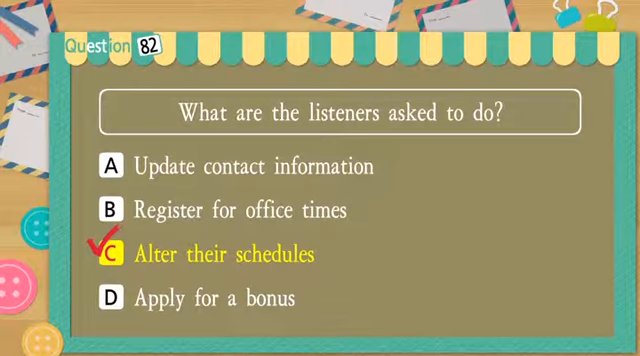 Question 82
What are the listeners asked to do?
A Update contact information
B Register for office times
C Alter their schedules
D Apply for a bonus